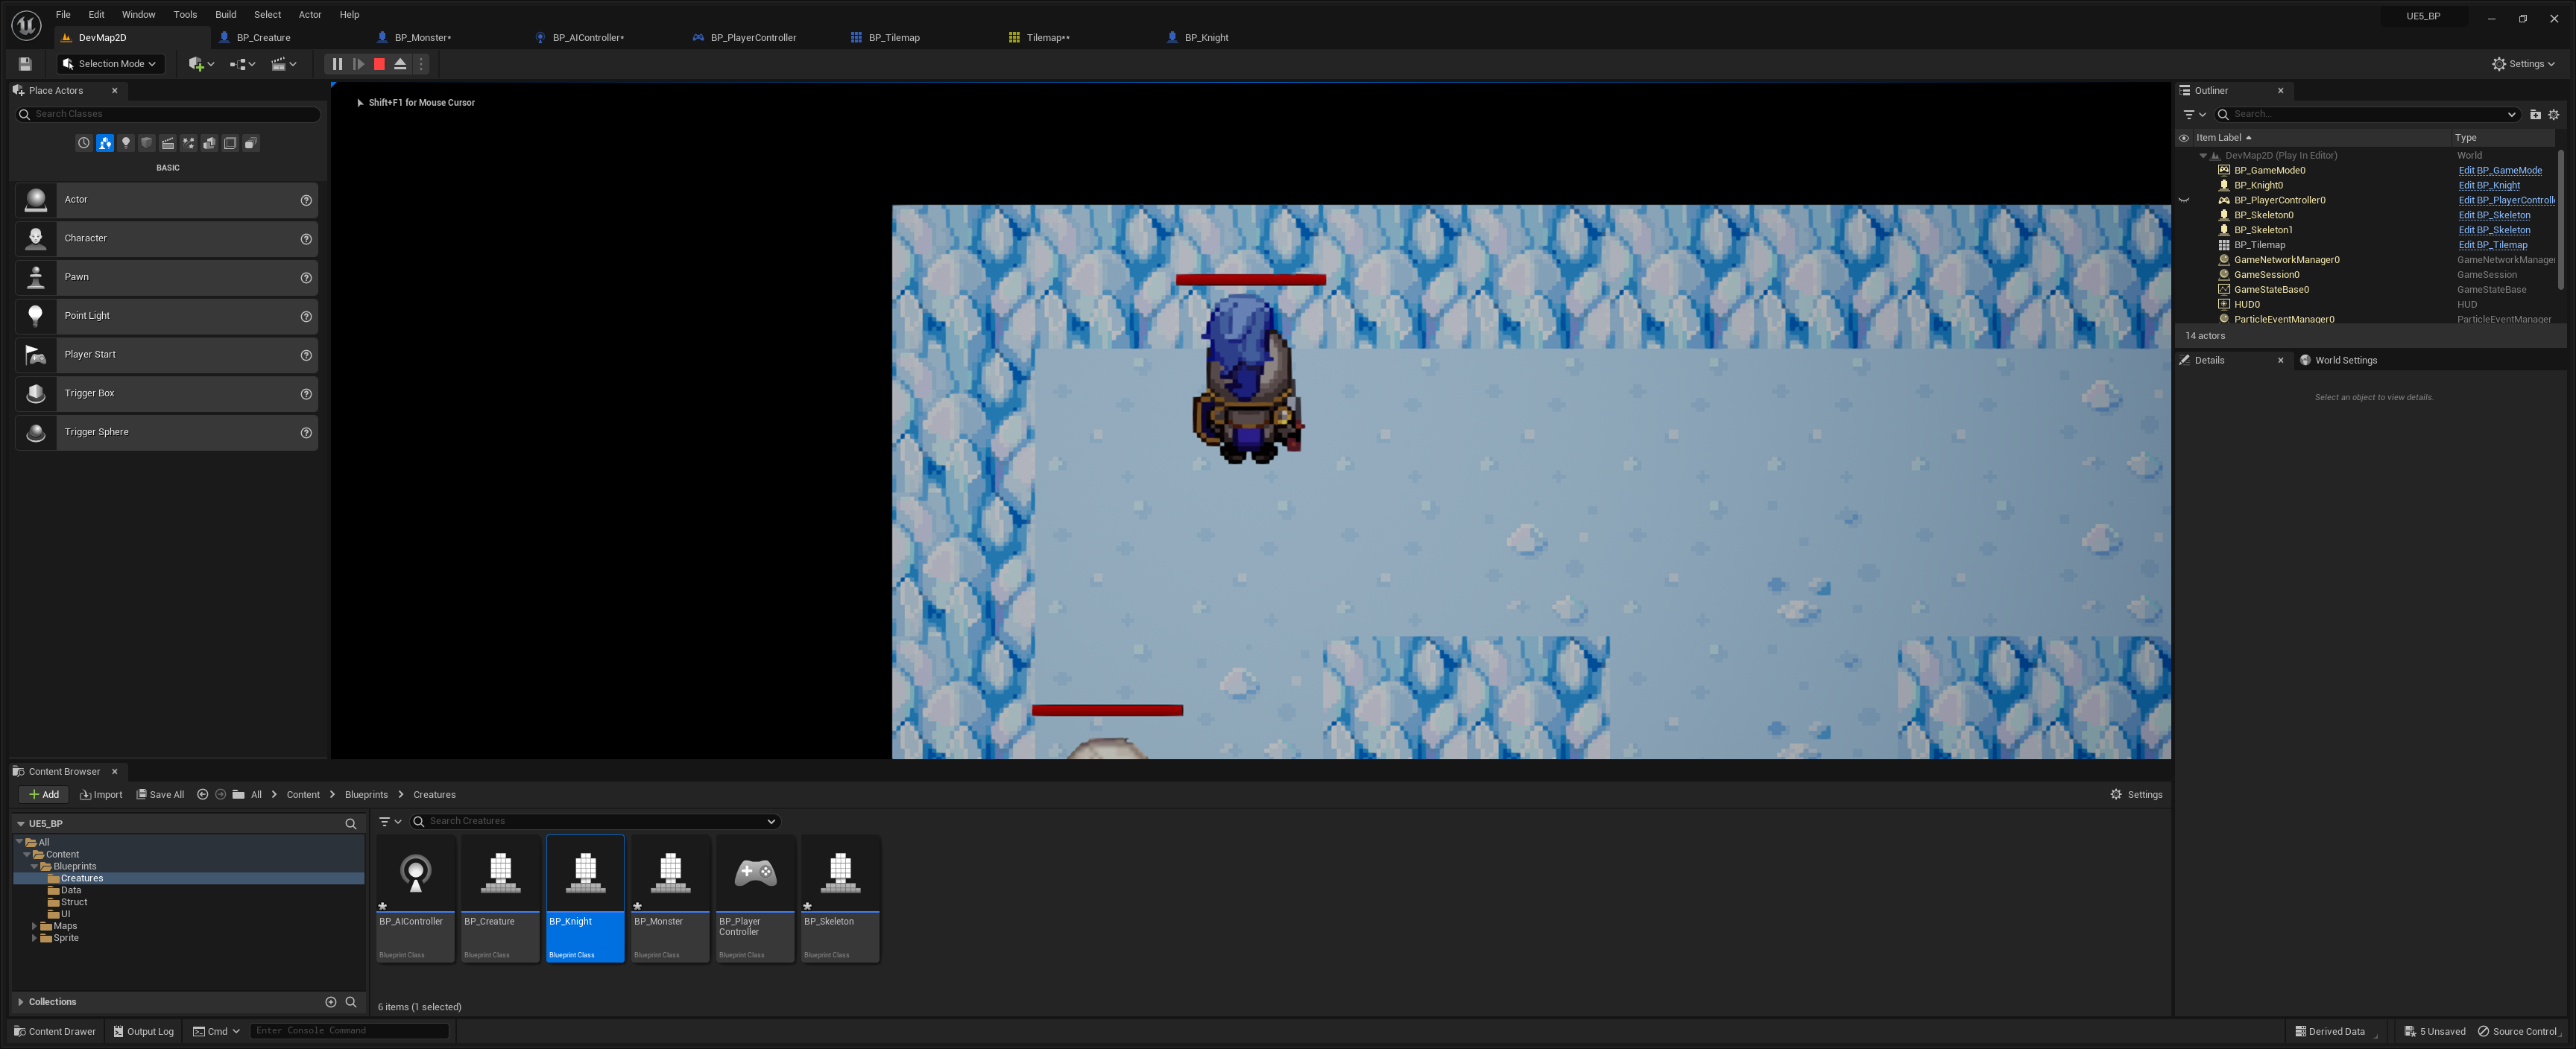 File Edit Window Tools Build Select Actor Help
UE5_BP
DevMap2D BP_Creature BP_Monster* BP_AIController* BP_PlayerController BP_Tilemap Tilemap** BP_Knight
Selection Mode
Settings
Place Actors
Search Classes
BASIC
Actor
Character
Pawn
Point Light
Player Start
Trigger Box
Trigger Sphere
Shift+F1 for Mouse Cursor
Outliner
Search...
Item Label Type
DevMap2D (Play In Editor) World
BP_GameMode0 Edit BP_GameMode
BP_Knight0 Edit BP_Knight
BP_PlayerController0 Edit BP_PlayerControll
BP_Skeleton0 Edit BP_Skeleton
BP_Skeleton1 Edit BP_Skeleton
BP_Tilemap Edit BP_Tilemap
GameNetworkManager0 GameNetworkManager
GameSession0 GameSession
GameStateBase0 GameStateBase
HUD0 HUD
ParticleEventManager0 ParticleEventManager
14 actors
Details World Settings
Select an object to view details.
Content Browser
Add Import Save All All Content Blueprints Creatures Settings
UE5_BP
All
Content
Blueprints
Creatures
Data
Struct
UI
Maps
Sprite
Collections
Search Creatures
BP_AIController
Blueprint Class
BP_Creature
Blueprint Class
BP_Knight
Blueprint Class
BP_Monster
Blueprint Class
BP_Player
Controller
Blueprint Class
BP_Skeleton
Blueprint Class
6 items (1 selected)
Content Drawer Output Log Cmd Enter Console Command Derived Data 5 Unsaved Source Control